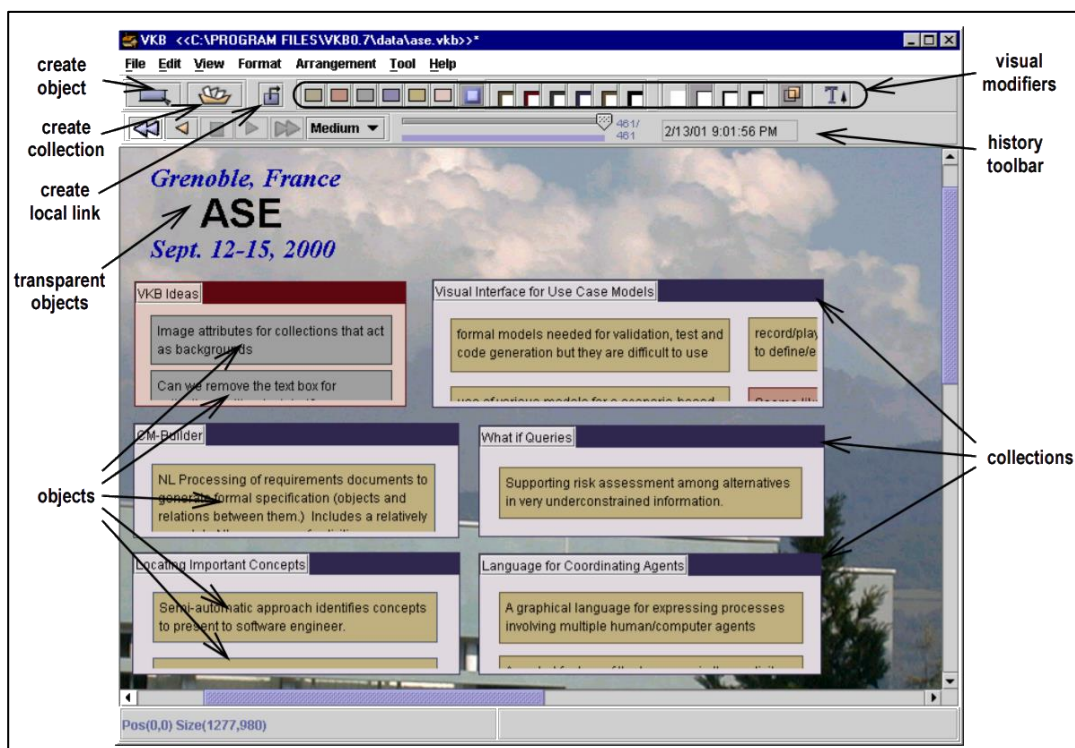 VKB <<C:\PROGRAM FILES\VKB0.7\data\ase.vkb>>*
File Edit View Format Arrangement Tool Help
create
object
create
collection
create
local link
transparent
objects
objects
visual
modifiers
history
toolbar
collections
Medium
461/
461
2/13/01 9:01:56 PM
Grenoble, France
ASE
Sept. 12-15, 2000
VKB Ideas
Image attributes for collections that act
as backgrounds
Can we remove the text box for
Visual Interface for Use Case Models
formal models needed for validation, test and
code generation but they are difficult to use
record/play
to define/e
use of various models for a scenario-based
CM-Builder
NL Processing of requirements documents to
generate formal specification (objects and
relations between them.) Includes a relatively
What if Queries
Supporting risk assessment among alternatives
in very underconstrained information.
Locating Important Concepts
Semi-automatic approach identifies concepts
to present to software engineer.
Language for Coordinating Agents
A graphical language for expressing processes
involving multiple human/computer agents
Pos(0,0) Size(1277,980)